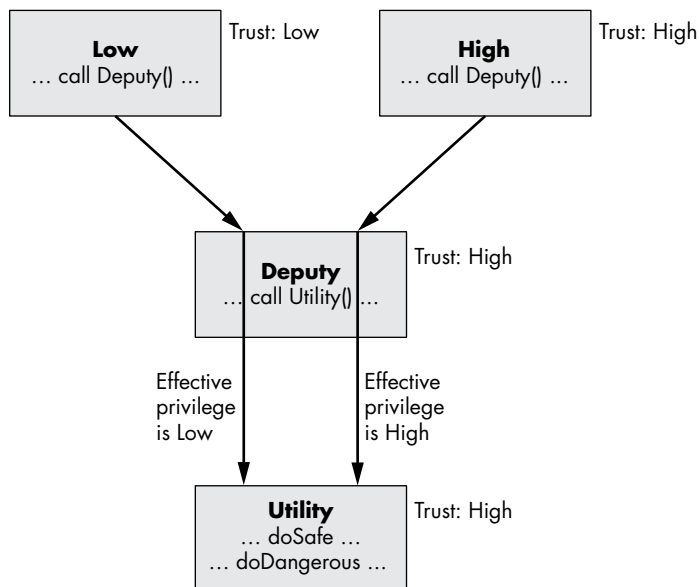 Low
… call Deputy() …
Trust: Low
High
… call Deputy() …
Trust: High
Deputy
… call Utility() …
Trust: High
Effective
privilege
is Low
Effective
privilege
is High
Utility
… doSafe …
… doDangerous …
Trust: High